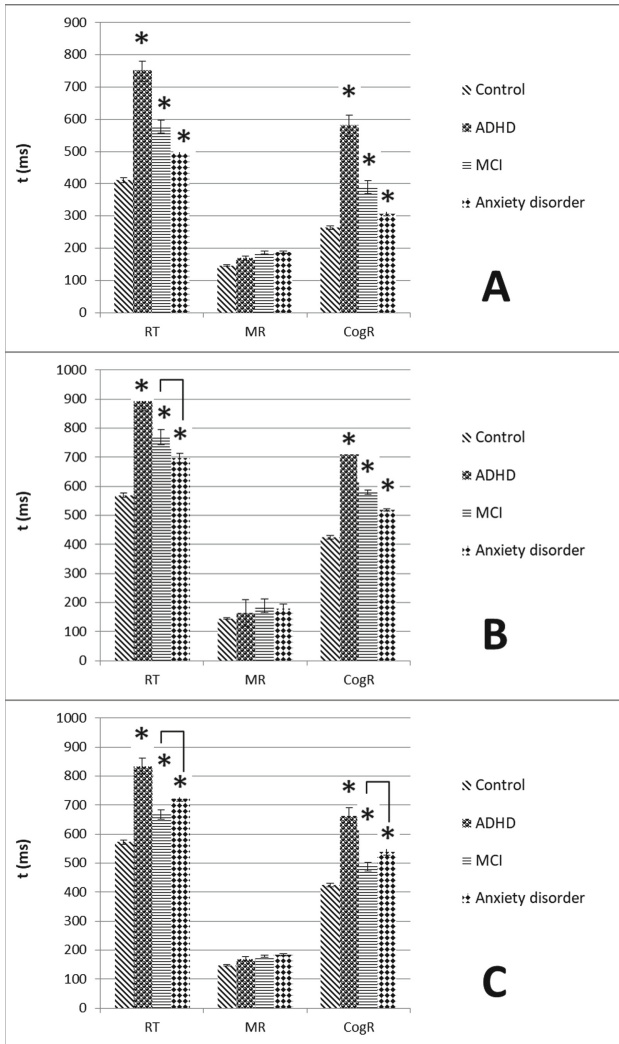 900
800
700
600
500
400
300
200
100
0
t (ms)
* * *
* * *
RT MR CogR
Control
ADHD
MCI
Anxiety disorder
A
1000
900
800
700
600
500
400
300
200
100
0
t (ms)
* * *
* * *
RT MR CogR
Control
ADHD
MCI
Anxiety disorder
B
1000
900
800
700
600
500
400
300
200
100
0
t (ms)
* * *
* * *
RT MR CogR
Control
ADHD
MCI
Anxiety disorder
C